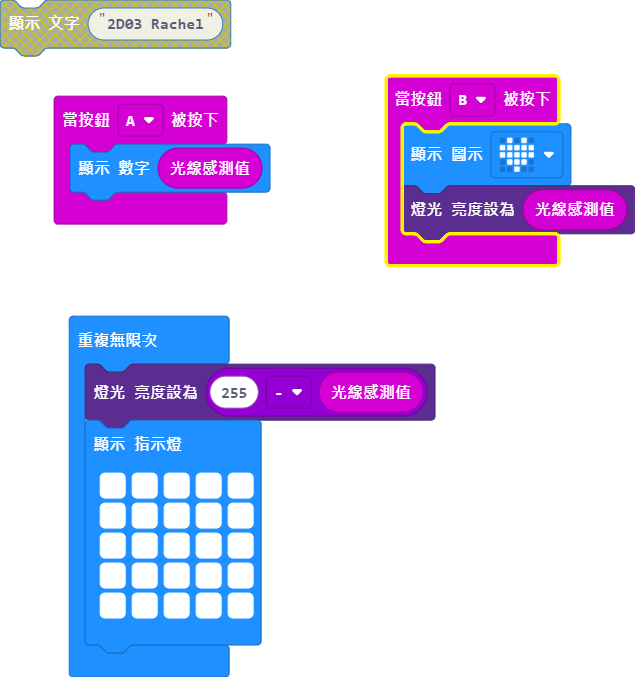 顯示 文字 "2D03 Rachel"
當按鈕 A 被按下
顯示 數字 光線感測值
當按鈕 B 被按下
顯示 圖示
燈光 亮度設為 光線感測值
重複無限次
燈光 亮度設為 255 - 光線感測值
顯示 指示燈